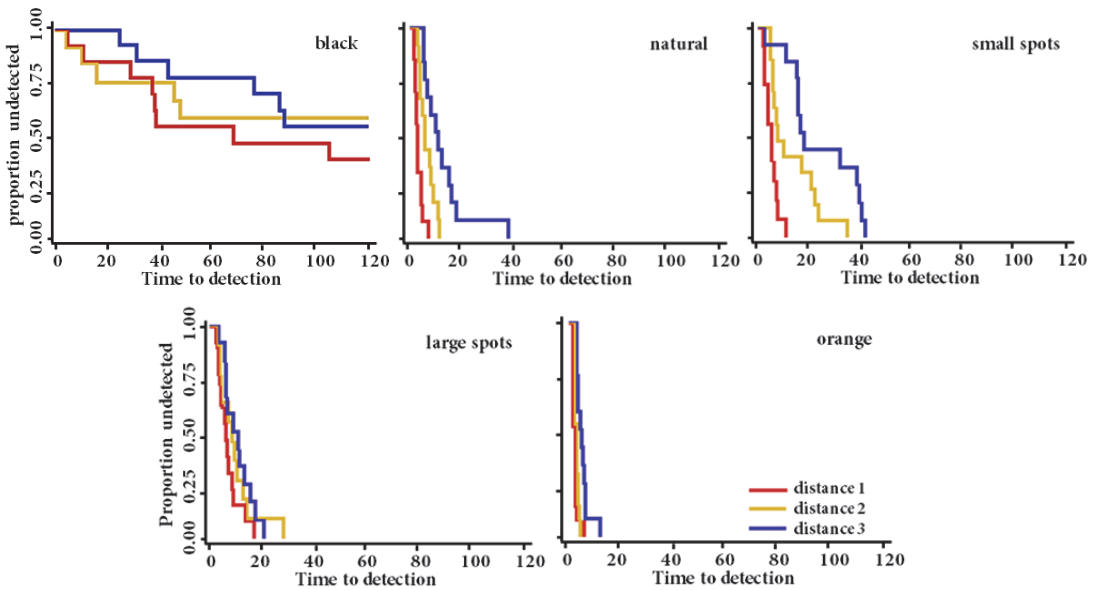 black
proportion undetected
1.00
0.75
0.50
0.25
0.00
0 20 40 60 80 100 120
Time to detection
natural
0 20 40 60 80 100 120
Time to detection
small spots
0 20 40 60 80 100 120
Time to detection
large spots
Proportion undetected
1.00
0.75
0.50
0.25
0.00
0 20 40 60 80 100 120
Time to detection
orange
distance 1
distance 2
distance 3
0 20 40 60 80 100 120
Time to detection